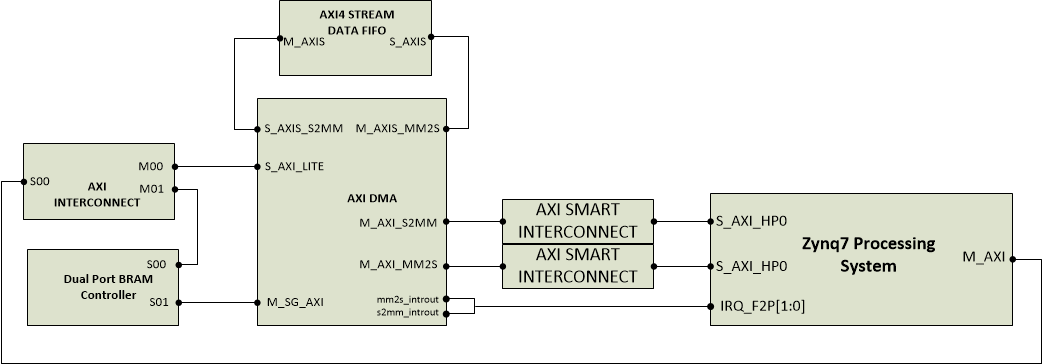 AXI4 STREAM
DATA FIFO
M_AXIS
S_AXIS
S_AXIS_S2MM
M_AXIS_MM2S
S_AXI_LITE
AXI DMA
M_AXI_S2MM
M_AXI_MM2S
M_SG_AXI
mm2s_introut
s2mm_introut
M00
S00
M01
AXI
INTERCONNECT
S00
Dual Port BRAM
Controller
S01
AXI SMART
INTERCONNECT
AXI SMART
INTERCONNECT
S_AXI_HP0
Zynq7 Processing
System
M_AXI
S_AXI_HP0
IRQ_F2P[1:0]